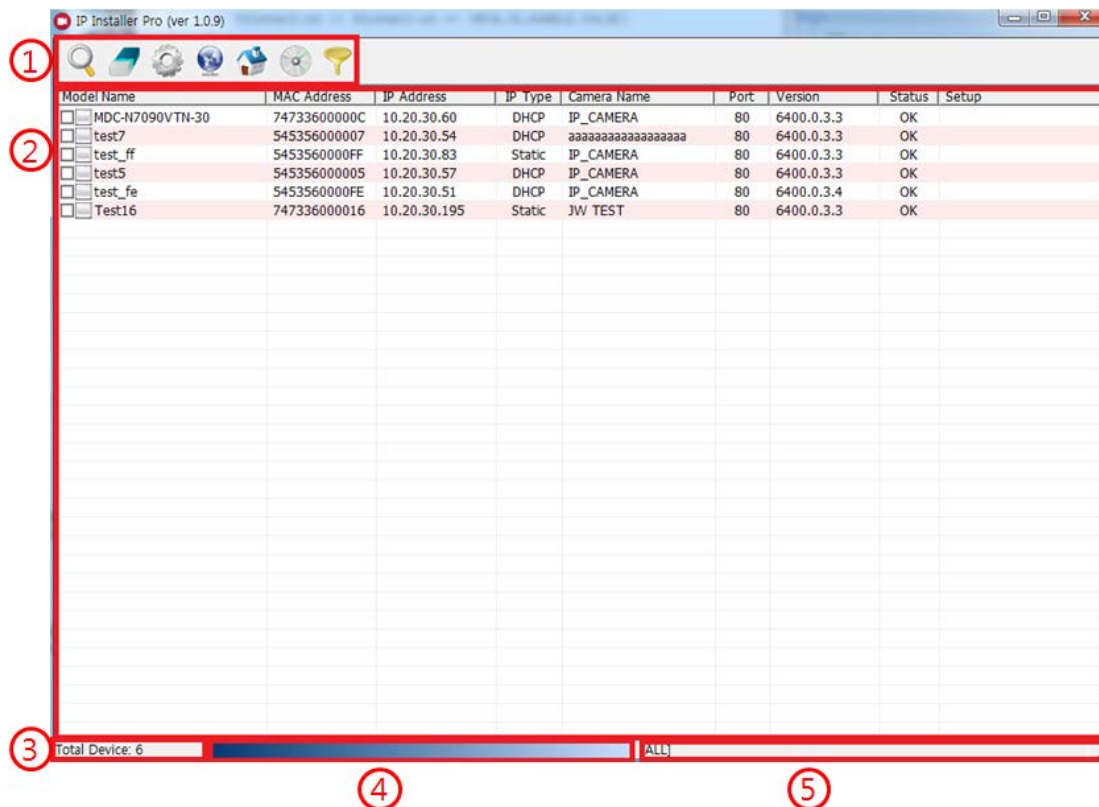 IP Installer Pro (ver 1.0.9)
①
Model Name MAC Address IP Address IP Type Camera Name Port Version Status Setup
MDC-N7090VTN-30 74733600000C 10.20.30.60 DHCP IP_CAMERA 80 6400.0.3.3 OK
② test7 5453560000007 10.20.30.54 DHCP aaaaaaaaaaaaaaaaaa 80 6400.0.3.3 OK
test_ff 5453560000FF 10.20.30.83 Static IP_CAMERA 80 6400.0.3.3 OK
test5 545356000005 10.20.30.57 DHCP IP_CAMERA 80 6400.0.3.3 OK
test_fe 5453560000FE 10.20.30.51 DHCP IP_CAMERA 80 6400.0.3.4 OK
Test16 747336000016 10.20.30.195 Static JW TEST 80 6400.0.3.3 OK
③ Total Device: 6 ALL]
④ ⑤